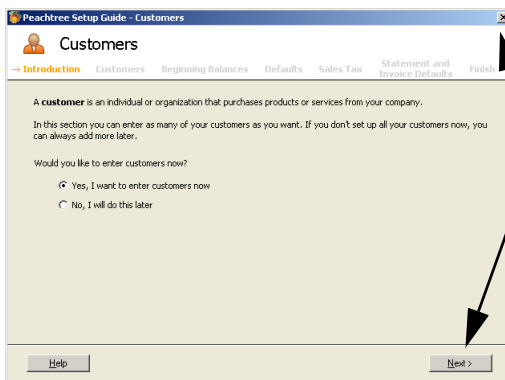 Peachtree Setup Guide - Customers
Customers
→ Introduction Customers Beginning Balances Defaults Sales Tax Statement and Invoice Defaults Finish
A customer is an individual or organization that purchases products or services from your company.
In this section you can enter as many of your customers as you want. If you don't set up all your customers now, you
can always add more later.
Would you like to enter customers now?
Yes, I want to enter customers now
No, I will do this later
Help
Next >